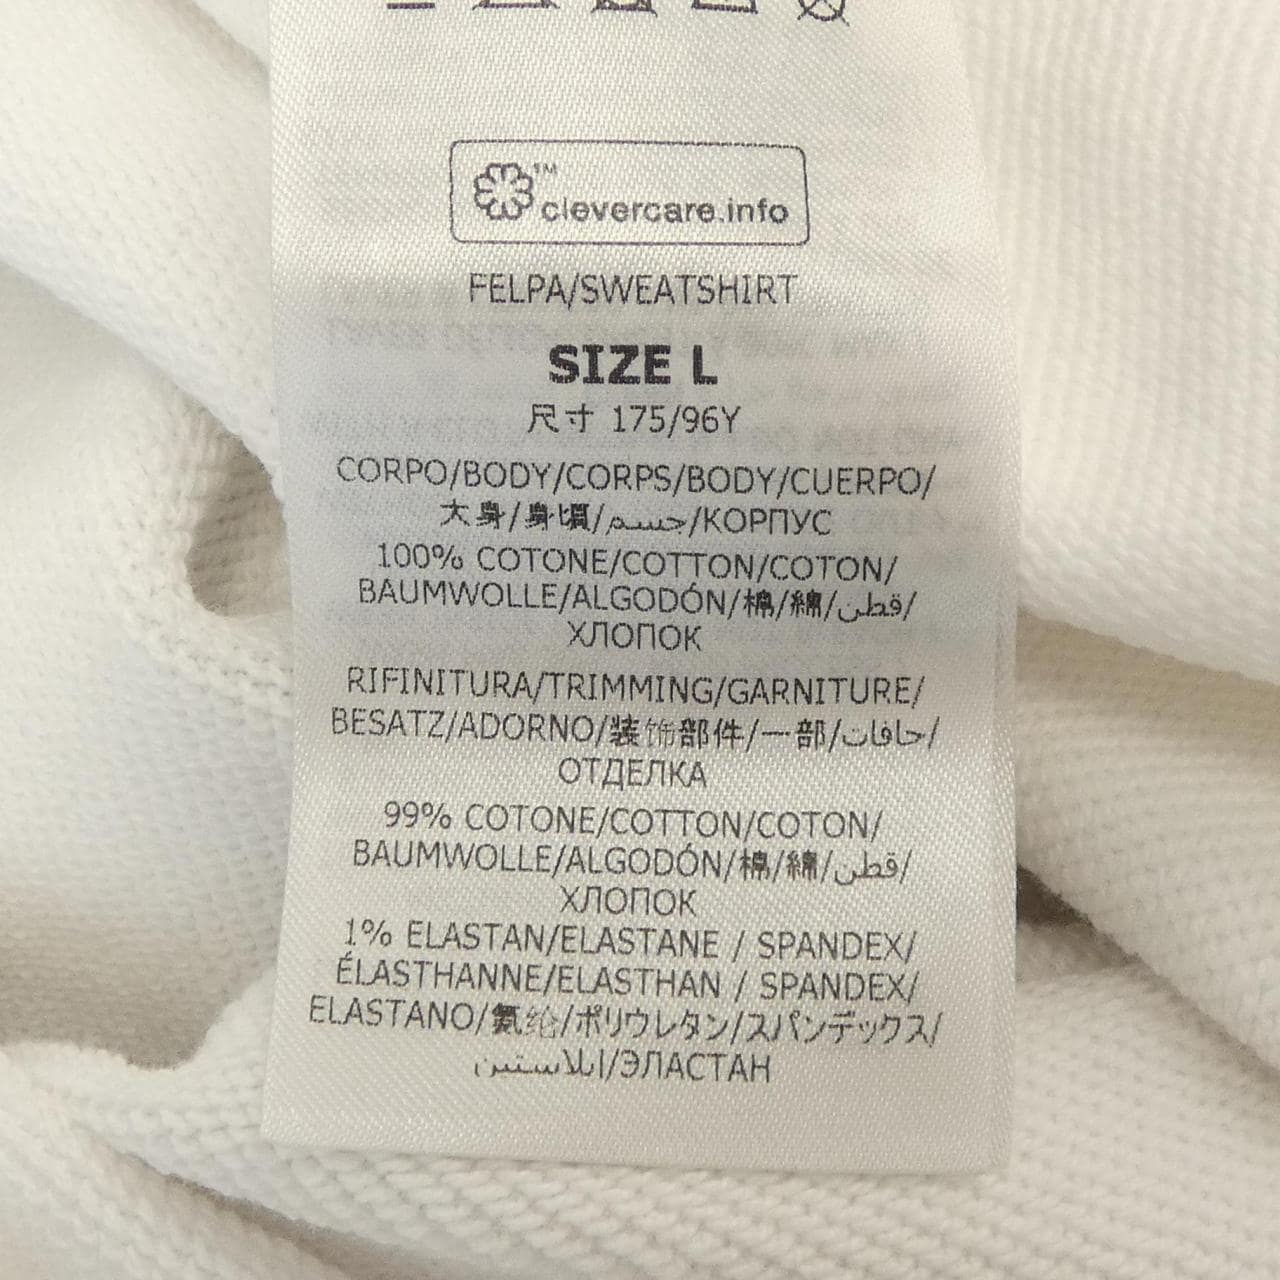 ™
clevercare.info
FELPA/SWEATSHIRT
SIZE L
尺寸 175/96Y
CORPO/BODY/CORPS/BODY/CUERPO/
大身/身頃/جسم/КОРПУС
100% COTONE/COTTON/COTON/
BAUMWOLLE/ALGODÓN/棉/綿/قطن/
ХЛОПОК
RIFINITURA/TRIMMING/GARNITURE/
BESATZ/ADORNO/装饰部件/一部/حافات/
ОТДЕЛКА
99% COTONE/COTTON/COTON/
BAUMWOLLE/ALGODÓN/棉/綿/قطن/
ХЛОПОК
1% ELASTAN/ELASTANE / SPANDEX/
ÉLASTHANNE/ELASTHAN / SPANDEX/
ELASTANO/氨纶/ポリウレタン/スパンデックス/
ايلاستين/ЭЛАСТАН